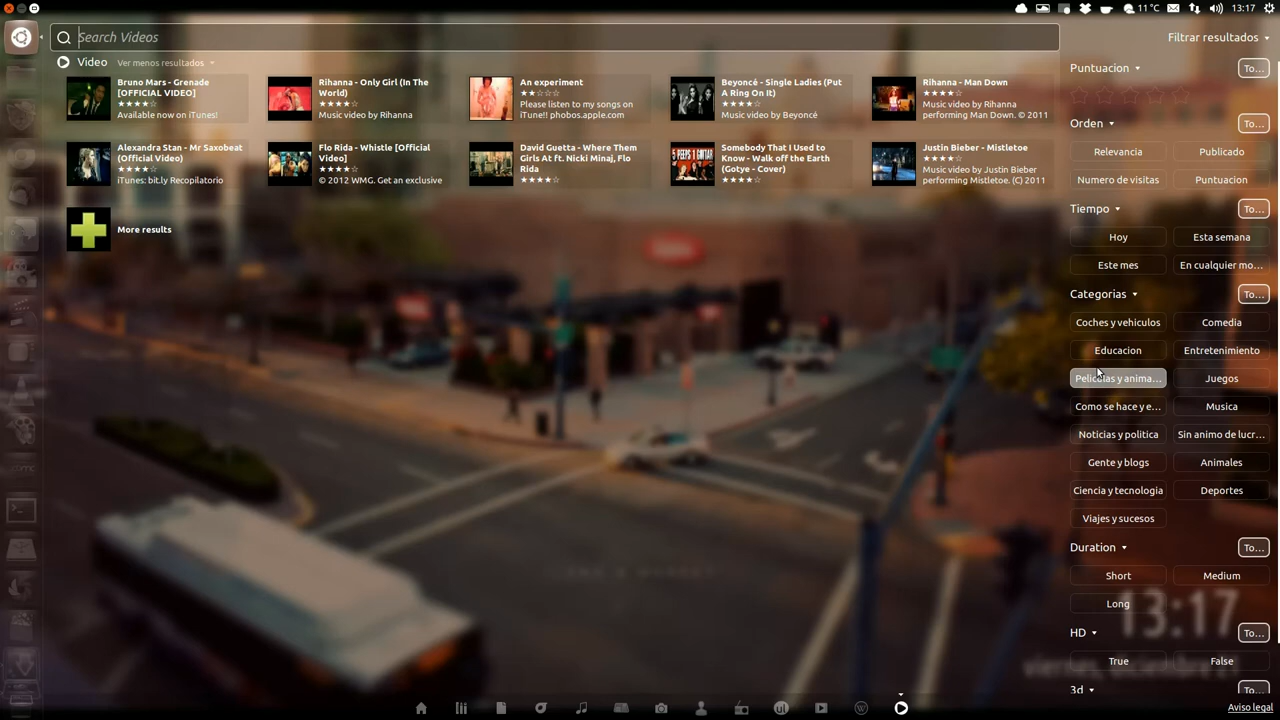 11 °C
13:17
Search Videos
Filtrar resultados
Video Ver menos resultados
Bruno Mars - Grenade
[OFFICIAL VIDEO]
★★★★☆
Available now on iTunes!
Rihanna - Only Girl (In The
World)
★★★★☆
Music video by Rihanna
An experiment
★★☆☆☆
Please listen to my songs on
iTune!! phobos.apple.com
Beyoncé - Single Ladies (Put
A Ring On It)
★★★★☆
Music video by Beyoncé
Rihanna - Man Down
★★★★☆
Music video by Rihanna
performing Man Down. © 2011
Alexandra Stan - Mr Saxobeat
(Official Video)
★★★★☆
iTunes: bit.ly Recopilatorio
Flo Rida - Whistle [Official
Video]
★★★★☆
© 2012 WMG. Get an exclusive
David Guetta - Where Them
Girls At ft. Nicki Minaj, Flo
Rida
★★★★☆
Somebody That I Used to
Know - Walk off the Earth
(Gotye - Cover)
★★★★☆
Justin Bieber - Mistletoe
★★★★☆
Music video by Justin Bieber
performing Mistletoe. (C) 2011
More results
Puntuacion To...
Orden To...
Relevancia Publicado
Numero de visitas Puntuacion
Tiempo To...
Hoy Esta semana
Este mes En cualquier mo...
Categorias To...
Coches y vehiculos Comedia
Educacion Entretenimiento
Peliculas y anima... Juegos
Como se hace y e... Musica
Noticias y politica Sin animo de lucr...
Gente y blogs Animales
Ciencia y tecnologia Deportes
Viajes y sucesos
Duration To...
Short Medium
Long
13:17
HD To...
True False
3d To...
Aviso legal